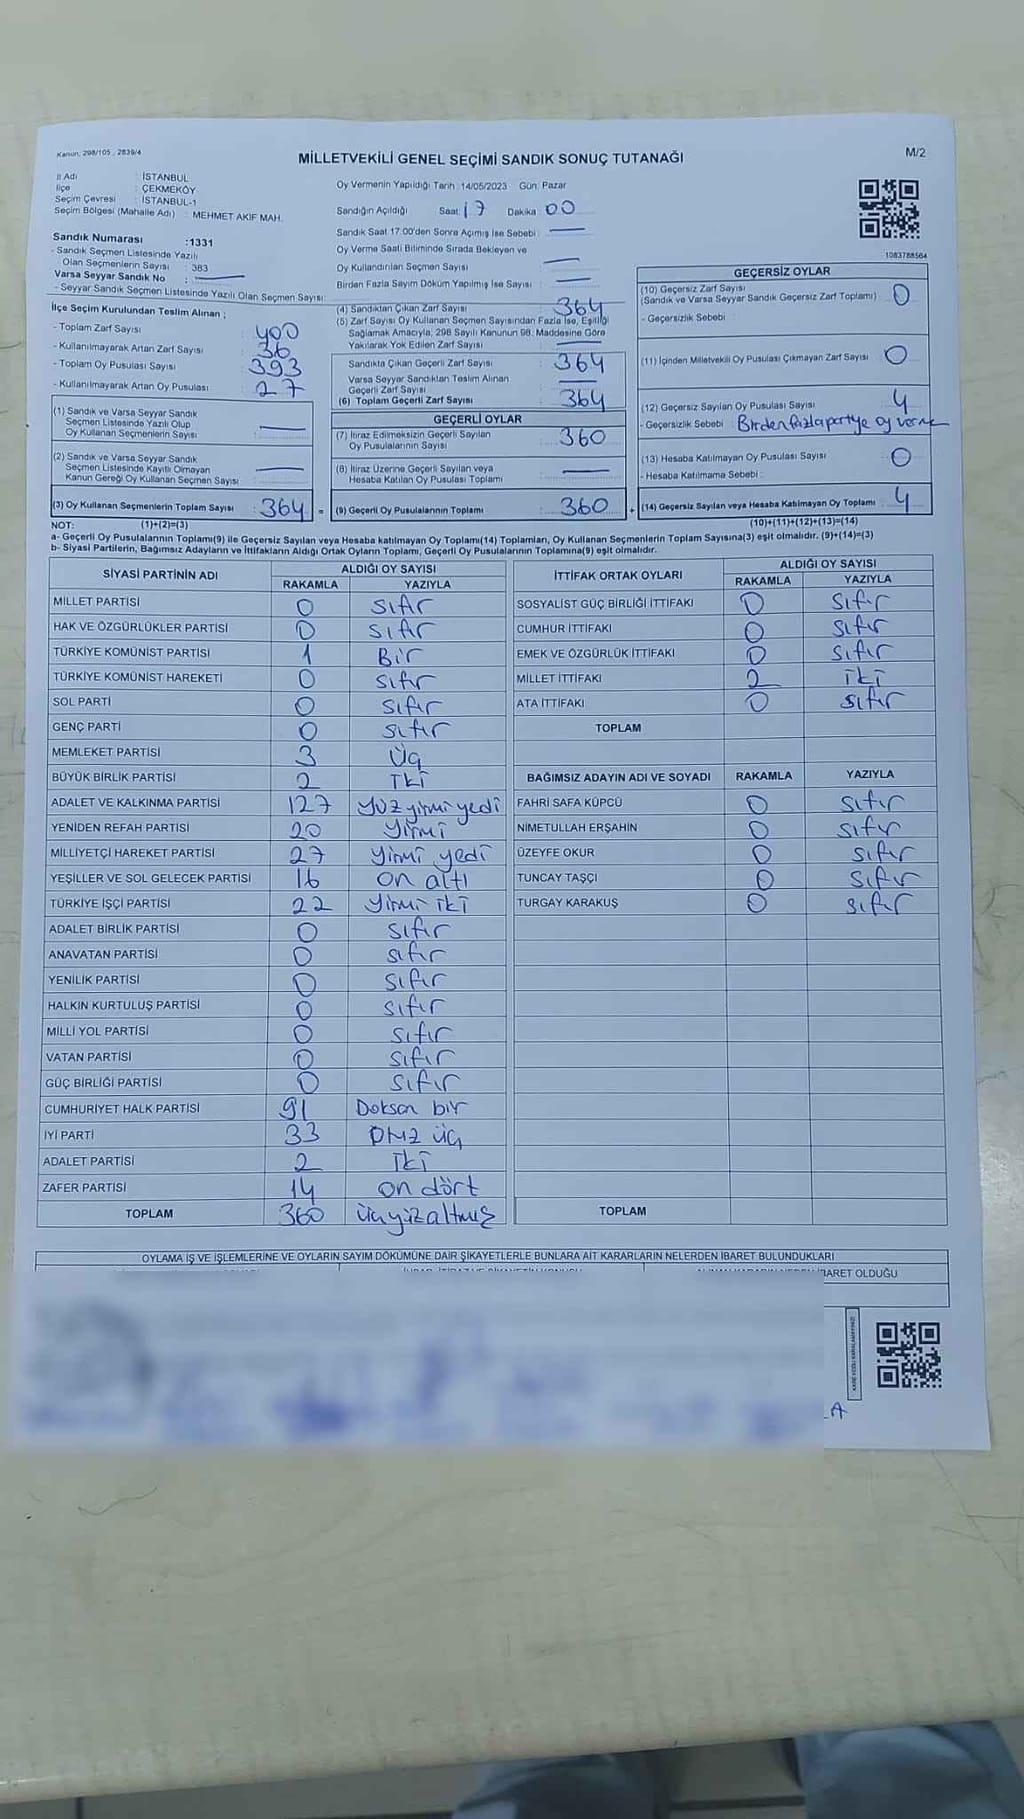 Kanun: 298/105 , 2839/4
MİLLETVEKİLİ GENEL SEÇİMİ SANDIK SONUÇ TUTANAĞI
M/2
İl Adı : İSTANBUL
İlçe : ÇEKMEKÖY
Seçim Çevresi : İSTANBUL-1
Seçim Bölgesi (Mahalle Adı) : MEHMET AKİF MAH.
Oy Vermenin Yapıldığı Tarih: 14/05/2023 Gün: Pazar
Sandığın Açıldığı Saat: 17 Dakika: 00
Sandık Saat 17:00'den Sonra Açımış İse Sebebi: —
Oy Verme Saati Bitiminde Sırada Bekleyen ve
Oy Kullandırılan Seçmen Sayısı —
Birden Fazla Sayım Döküm Yapılmış İse Sayısı : —
1083788564
Sandık Numarası :1331
- Sandık Seçmen Listesinde Yazılı
Olan Seçmenlerin Sayısı : 383
Varsa Seyyar Sandık No : —
- Seyyar Sandık Seçmen Listesinde Yazılı Olan Seçmen Sayısı:
İlçe Seçim Kurulundan Teslim Alınan ;
- Toplam Zarf Sayısı : 400
- Kullanılmayarak Artan Zarf Sayısı : 36
- Toplam Oy Pusulası Sayısı : 393
- Kullanılmayarak Artan Oy Pusulası : 27
(1) Sandık ve Varsa Seyyar Sandık
Seçmen Listesinde Yazılı Olup
Oy Kullanan Seçmenlerin Sayısı : —
(2) Sandık ve Varsa Seyyar Sandık
Seçmen Listesinde Kayıtlı Olmayan
Kanun Gereği Oy Kullanan Seçmen Sayısı : —
(3) Oy Kullanan Seçmenlerin Toplam Sayısı : 364 =
(4) Sandıktan Çıkan Zarf Sayısı : 364
(5) Zarf Sayısı Oy Kullanan Seçmen Sayısından Fazla İse, Eşitliği
Sağlamak Amacıyla, 298 Sayılı Kanunun 98. Maddesine Göre
Yakılarak Yok Edilen Zarf Sayısı : —
Sandıkta Çıkan Geçerli Zarf Sayısı : 364
Varsa Seyyar Sandıktan Teslim Alınan
Geçerli Zarf Sayısı : —
(6) Toplam Geçerli Zarf Sayısı : 364
GEÇERLİ OYLAR
(7) İtiraz Edilmeksizin Geçerli Sayılan
Oy Pusulalarının Sayısı : 360
(8) İtiraz Üzerine Geçerli Sayılan veya
Hesaba Katılan Oy Pusulası Toplamı : —
(9) Geçerli Oy Pusulalarının Toplamı : 360 +
GEÇERSİZ OYLAR
(10) Geçersiz Zarf Sayısı
(Sandık ve Varsa Seyyar Sandık Geçersiz Zarf Toplamı) : 0
- Geçersizlik Sebebi :
(11) İçinden Milletvekili Oy Pusulası Çıkmayan Zarf Sayısı : 0
(12) Geçersiz Sayılan Oy Pusulası Sayısı : 4
- Geçersizlik Sebebi : Birden fazla partiye oy verme
(13) Hesaba Katılmayan Oy Pusulası Sayısı : 0
- Hesaba Katılmama Sebebi :
(14) Geçersiz Sayılan veya Hesaba Katılmayan Oy Toplamı : 4
NOT: (1)+(2)=(3)
(10)+(11)+(12)+(13)=(14)
a- Geçerli Oy Pusulalarının Toplamı(9) ile Geçersiz Sayılan veya Hesaba katılmayan Oy Toplamı(14) Toplamları, Oy Kullanan Seçmenlerin Toplam Sayısına(3) eşit olmalıdır. (9)+(14)=(3)
b- Siyasi Partilerin, Bağımsız Adayların ve İttifakların Aldığı Ortak Oyların Toplamı, Geçerli Oy Pusulalarının Toplamına(9) eşit olmalıdır.
SİYASİ PARTİNİN ADI ALDIĞI OY SAYISI
RAKAMLA YAZIYLA
MİLLET PARTİSİ 0 sıfır
HAK VE ÖZGÜRLÜKLER PARTİSİ 0 sıfır
TÜRKİYE KOMÜNİST PARTİSİ 1 Bir
TÜRKİYE KOMÜNİST HAREKETİ 0 sıfır
SOL PARTİ 0 sıfır
GENÇ PARTİ 0 sıfır
MEMLEKET PARTİSİ 3 Üç
BÜYÜK BİRLİK PARTİSİ 2 İki
ADALET VE KALKINMA PARTİSİ 127 yüz yirmi yedi
YENİDEN REFAH PARTİSİ 20 yirmi
MİLLİYETÇİ HAREKET PARTİSİ 27 yirmi yedi
YEŞİLLER VE SOL GELECEK PARTİSİ 16 on altı
TÜRKİYE İŞÇİ PARTİSİ 22 yirmi iki
ADALET BİRLİK PARTİSİ 0 sıfır
ANAVATAN PARTİSİ 0 sıfır
YENİLİK PARTİSİ 0 sıfır
HALKIN KURTULUŞ PARTİSİ 0 sıfır
MİLLİ YOL PARTİSİ 0 sıfır
VATAN PARTİSİ 0 sıfır
GÜÇ BİRLİĞİ PARTİSİ 0 sıfır
CUMHURİYET HALK PARTİSİ 91 Doksan bir
İYİ PARTİ 33 otuz üç
ADALET PARTİSİ 2 iki
ZAFER PARTİSİ 14 on dört
TOPLAM 360 üçyüzaltmış
İTTİFAK ORTAK OYLARI ALDIĞI OY SAYISI
RAKAMLA YAZIYLA
SOSYALİST GÜÇ BİRLİĞİ İTTİFAKI 0 sıfır
CUMHUR İTTİFAKI 0 sıfır
EMEK VE ÖZGÜRLÜK İTTİFAKI 0 sıfır
MİLLET İTTİFAKI 2 iki
ATA İTTİFAKI 0 sıfır
TOPLAM
BAĞIMSIZ ADAYIN ADI VE SOYADI RAKAMLA YAZIYLA
FAHRİ SAFA KÜPCÜ 0 sıfır
NİMETULLAH ERŞAHİN 0 sıfır
ÜZEYFE OKUR 0 sıfır
TUNCAY TAŞÇI 0 sıfır
TURGAY KARAKUŞ 0 sıfır
TOPLAM
OYLAMA İŞ VE İŞLEMLERİNE VE OYLARIN SAYIM DÖKÜMÜNE DAİR ŞİKAYETLERLE BUNLARA AİT KARARLARIN NELERDEN İBARET BULUNDUKLARI
İBARET OLDUĞU